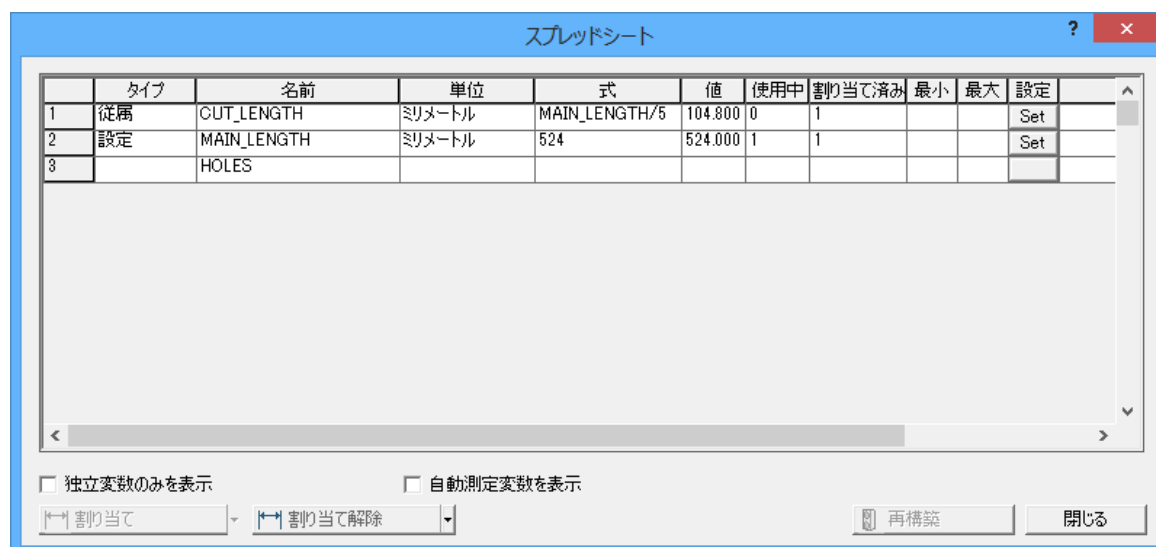 スプレッドシート ? ×
タイプ 名前 単位 式 値 使用中 割り当て済み 最小 最大 設定
1 従属 CUT_LENGTH ミリメートル MAIN_LENGTH/5 104.800 0 1 Set
2 設定 MAIN_LENGTH ミリメートル 524 524.000 1 1 Set
3 HOLES
独立変数のみを表示 自動測定変数を表示
割り当て 割り当て解除 再構築 閉じる